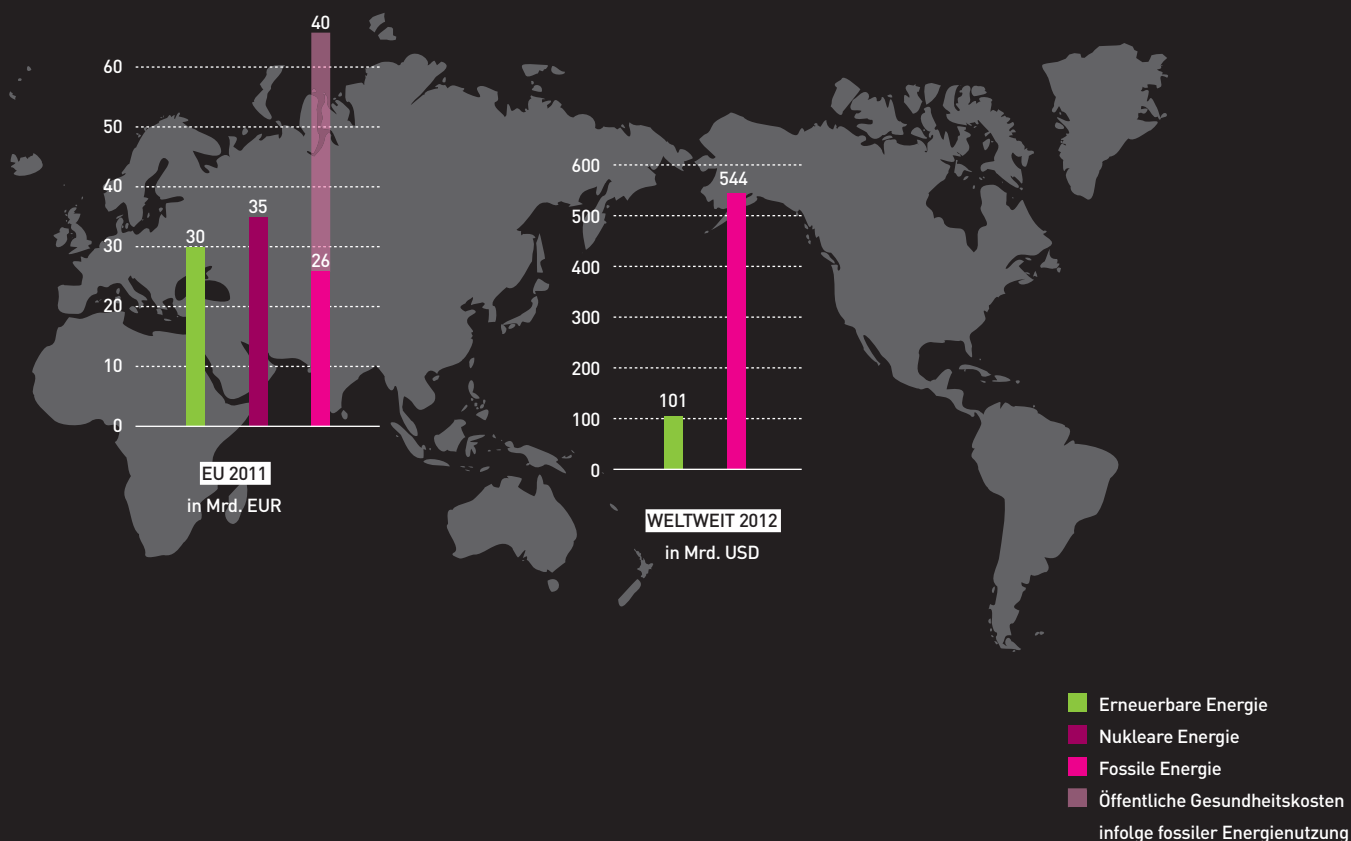 40
60
50
40
30
20
10
0
30
35
26
EU 2011
in Mrd. EUR
600
500
400
300
200
100
0
101
544
WELTWEIT 2012
in Mrd. USD
Erneuerbare Energie
Nukleare Energie
Fossile Energie
Öffentliche Gesundheitskosten
infolge fossiler Energienutzung